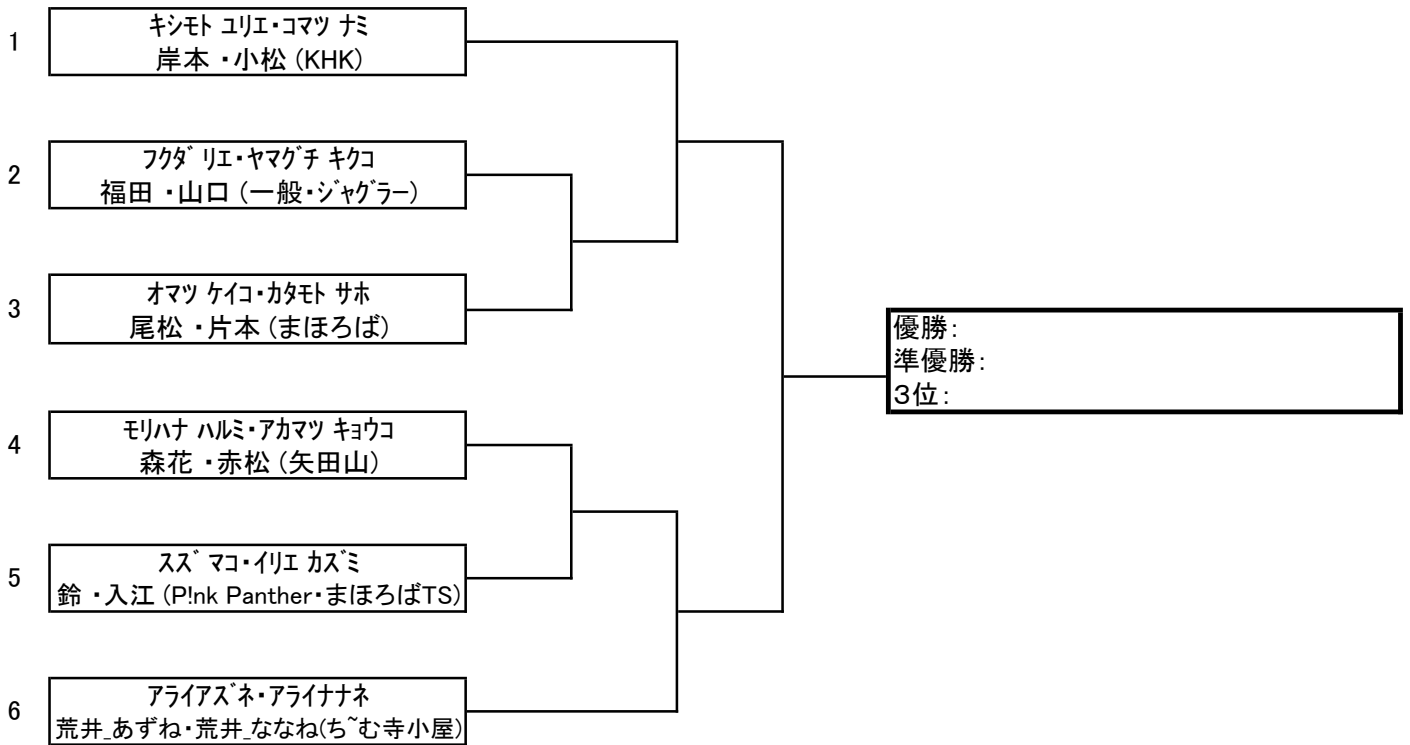 1
キシモト ユリエ・コマツ ナミ
岸本 ・小松 (KHK)
2
フクダ リエ・ヤマグチ キクコ
福田 ・山口 (一般・ジャグラー)
3
オマツ ケイコ・カタモト サホ
尾松 ・片本 (まほろば)
優勝:
準優勝:
3位:
4
モリハナ ハルミ・アカマツ キョウコ
森花 ・赤松 (矢田山)
5
スズ マコ・イリエ カズミ
鈴 ・入江 (P!nk Panther・まほろばTS)
6
アライアズネ・アライナナネ
荒井_あずね・荒井_ななね(ち~む寺小屋)